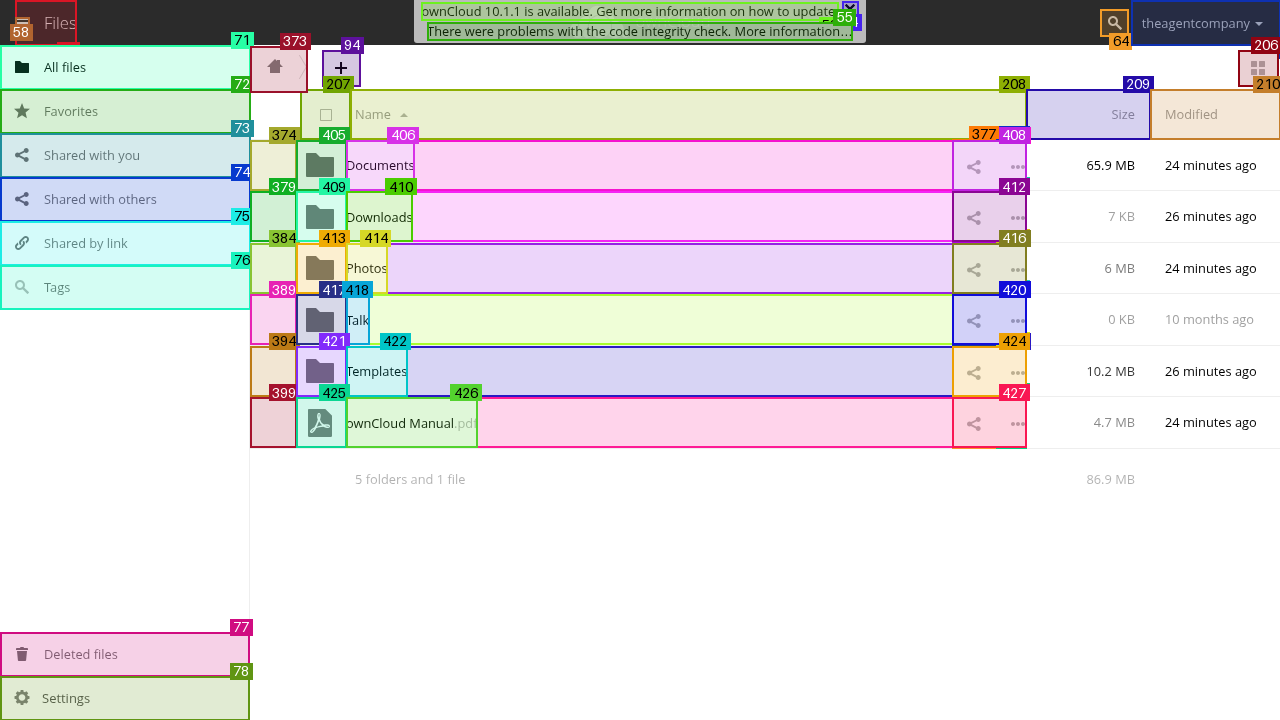 ownCloud 10.1.1 is available. Get more information on how to update.
There were problems with the code integrity check. More information…
55
58
Files
64
theagentcompany
71
373
94
206
All files
72
207
208
209
210
Favorites
Name
Size
Modified
73
374
405
406
377
408
Shared with you
Documents
65.9 MB
24 minutes ago
74
379
409
410
412
Shared with others
Downloads
7 KB
26 minutes ago
75
384
413
414
416
Shared by link
Photos
6 MB
24 minutes ago
76
389
417
418
420
Tags
Talk
0 KB
10 months ago
394
421
422
424
Templates
10.2 MB
26 minutes ago
399
425
426
427
ownCloud Manual.pdf
4.7 MB
24 minutes ago
5 folders and 1 file
86.9 MB
77
Deleted files
78
Settings